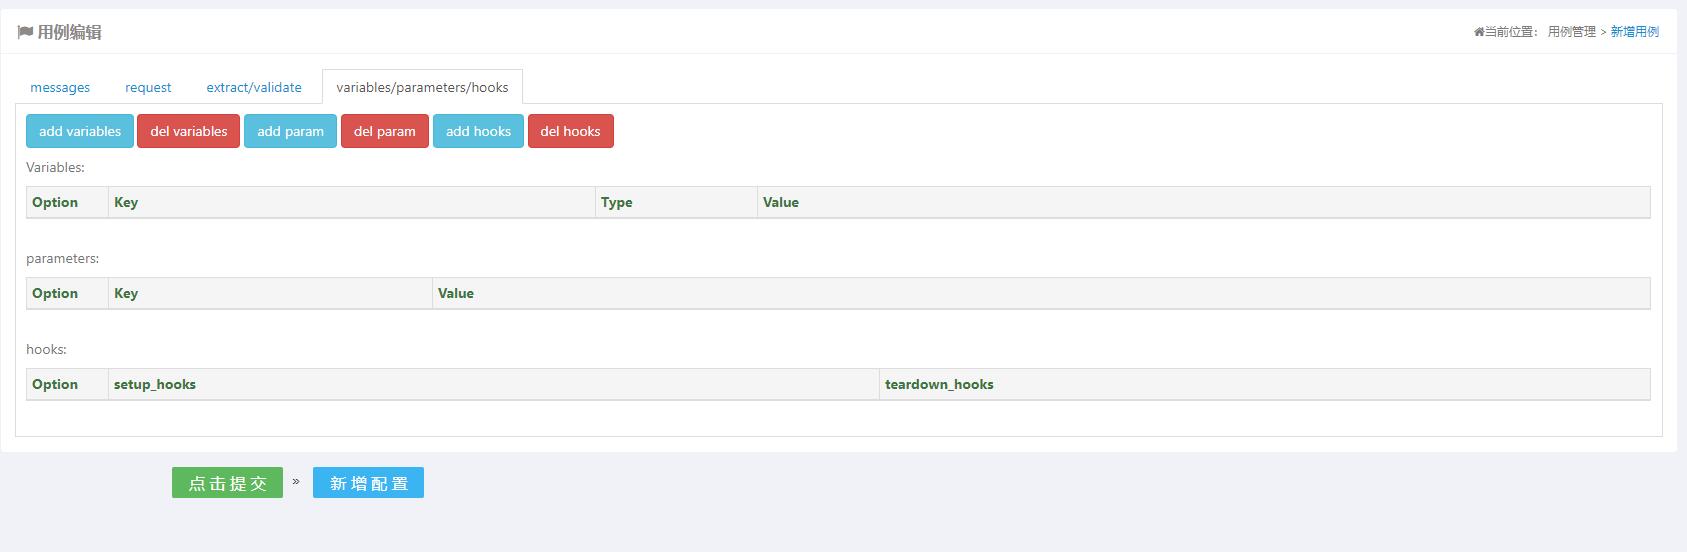 用例编辑
当前位置： 用例管理 > 新增用例
messages request extract/validate variables/parameters/hooks
add variables del variables add param del param add hooks del hooks
Variables:
Option Key Type Value
parameters:
Option Key Value
hooks:
Option setup_hooks teardown_hooks
点击提交 » 新增配置